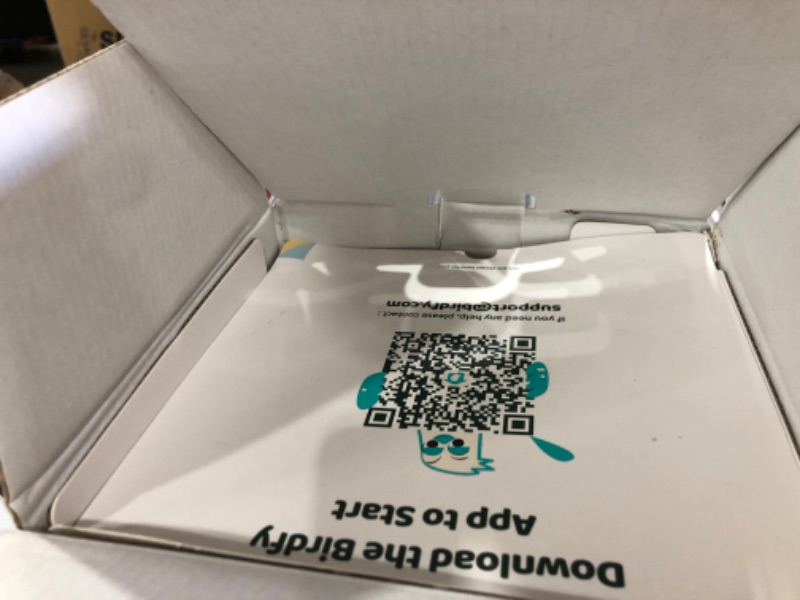 Download the Birdfy
App to Start
If you need any help, please contact :
support@birdfy.com